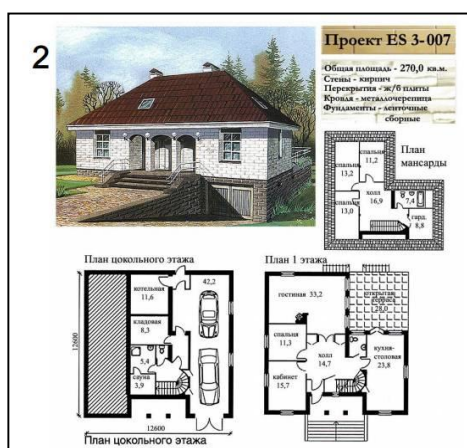 2
Проект ES 3-007
Общая площадь - 270,0 кв.м.
Стены - кирпич
Перекрытия - ж/б плиты
Кровля - металлочерепица
Фундаменты - ленточные
сборные
План
мансарды
спальня
11,2
спальня
13,2
холл
16,9
7,4
спальня
13,0
гард.
8,8
План цокольного этажа
42,2
котельная
11,6
кладовая
8,3
5,4
сауна
3,9
12600
12600
План цокольного этажа
План 1 этажа
гостиная 33,2
открытая
терраса
28,0
спальня
11,3
холл
14,7
кухня-
столовая
23,8
кабинет
15,7